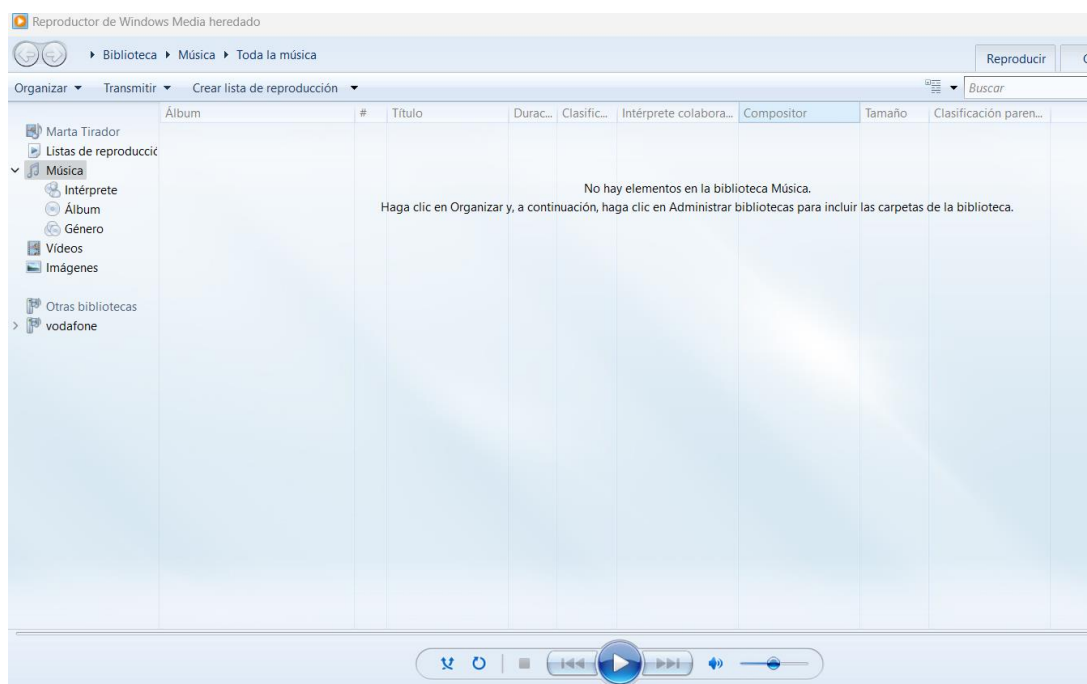 Reproductor de Windows Media heredado
Biblioteca Música Toda la música
Reproducir
Organizar Transmitir Crear lista de reproducción
Buscar
Álbum # Título Durac... Clasific... Intérprete colabora... Compositor Tamaño Clasificación paren...
Marta Tirador
Listas de reproducció
Música
Intérprete
Álbum
Género
Vídeos
Imágenes
Otras bibliotecas
vodafone
No hay elementos en la biblioteca Música.
Haga clic en Organizar y, a continuación, haga clic en Administrar bibliotecas para incluir las carpetas de la biblioteca.